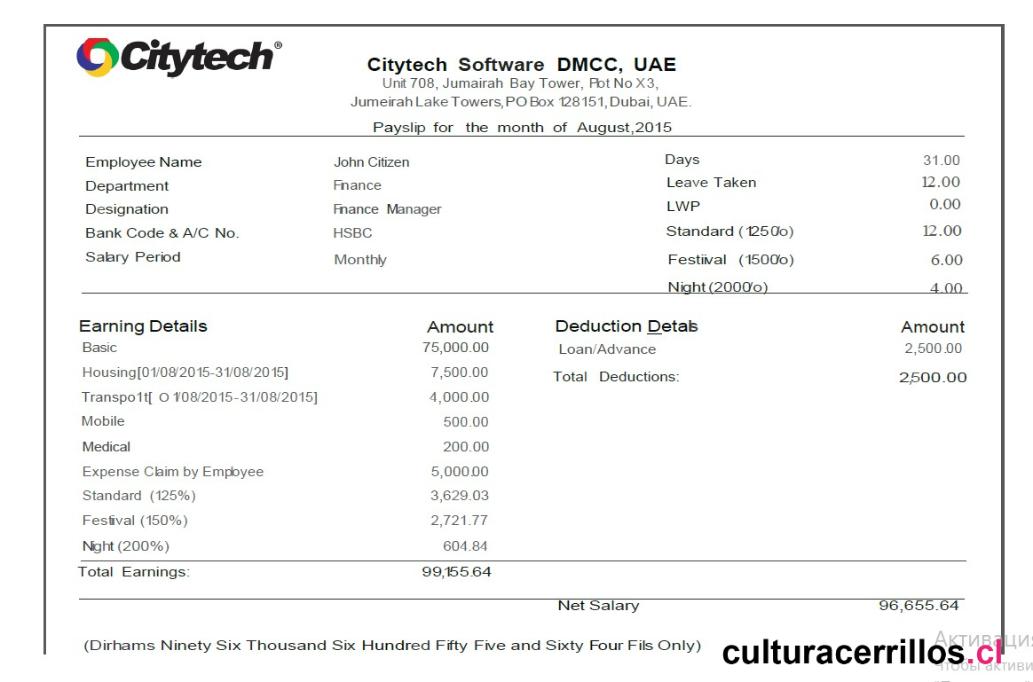 Citytech®
Citytech Software DMCC, UAE
Unit 708, Jumairah Bay Tower, Plot No X3,
Jumeirah Lake Towers, PO Box 128151, Dubai, UAE.
Payslip for the month of August,2015
Employee Name John Citizen Days 31.00
Department Finance Leave Taken 12.00
Designation Finance Manager LWP 0.00
Bank Code & A/C No. HSBC Standard (1250/o) 12.00
Salary Period Monthly Festiival (1500/o) 6.00
Night (2000/o) 4.00
Earning Details Amount Deduction Detals Amount
Basic 75,000.00 Loan/Advance 2,500.00
Housing[01/08/2015-31/08/2015] 7,500.00 Total Deductions: 2,500.00
Transpo1t[ O 1/08/2015-31/08/2015] 4,000.00
Mobile 500.00
Medical 200.00
Expense Claim by Employee 5,000.00
Standard (125%) 3,629.03
Festival (150%) 2,721.77
Night (200%) 604.84
Total Earnings: 99,155.64
Net Salary 96,655.64
(Dirhams Ninety Six Thousand Six Hundred Fifty Five and Sixty Four Fils Only)
culturacerrillos.cl